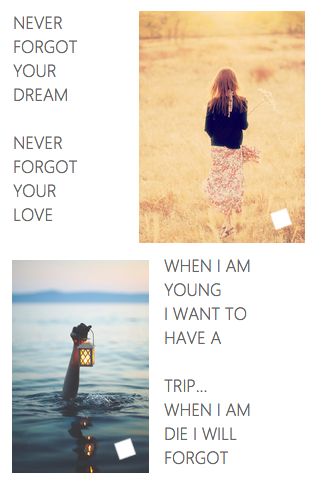 NEVER
FORGOT
YOUR
DREAM
NEVER
FORGOT
YOUR
LOVE
WHEN I AM
YOUNG
I WANT TO
HAVE A
TRIP...
WHEN I AM
DIE I WILL
FORGOT